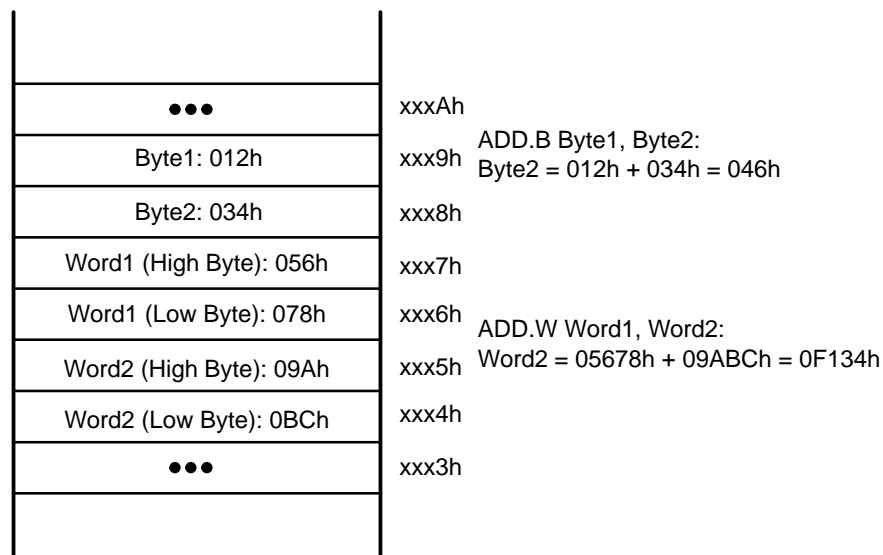 ●●● xxxAh
Byte1: 012h xxx9h
ADD.B Byte1, Byte2:
Byte2 = 012h + 034h = 046h
Byte2: 034h xxx8h
Word1 (High Byte): 056h xxx7h
Word1 (Low Byte): 078h xxx6h
ADD.W Word1, Word2:
Word2 = 05678h + 09ABCh = 0F134h
Word2 (High Byte): 09Ah xxx5h
Word2 (Low Byte): 0BCh xxx4h
●●● xxx3h